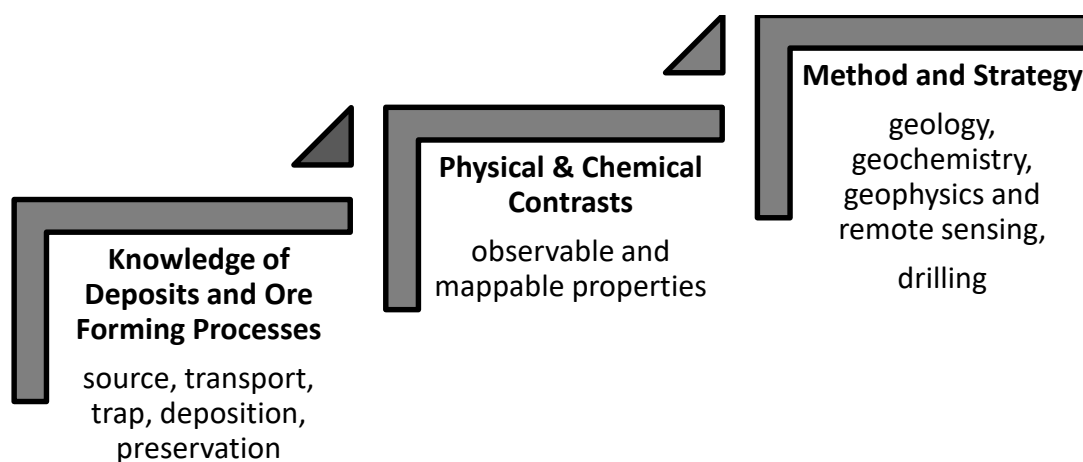 Knowledge of
Deposits and Ore
Forming Processes
source, transport,
trap, deposition,
preservation
Physical & Chemical
Contrasts
observable and
mappable properties
Method and Strategy
geology,
geochemistry,
geophysics and
remote sensing,
drilling